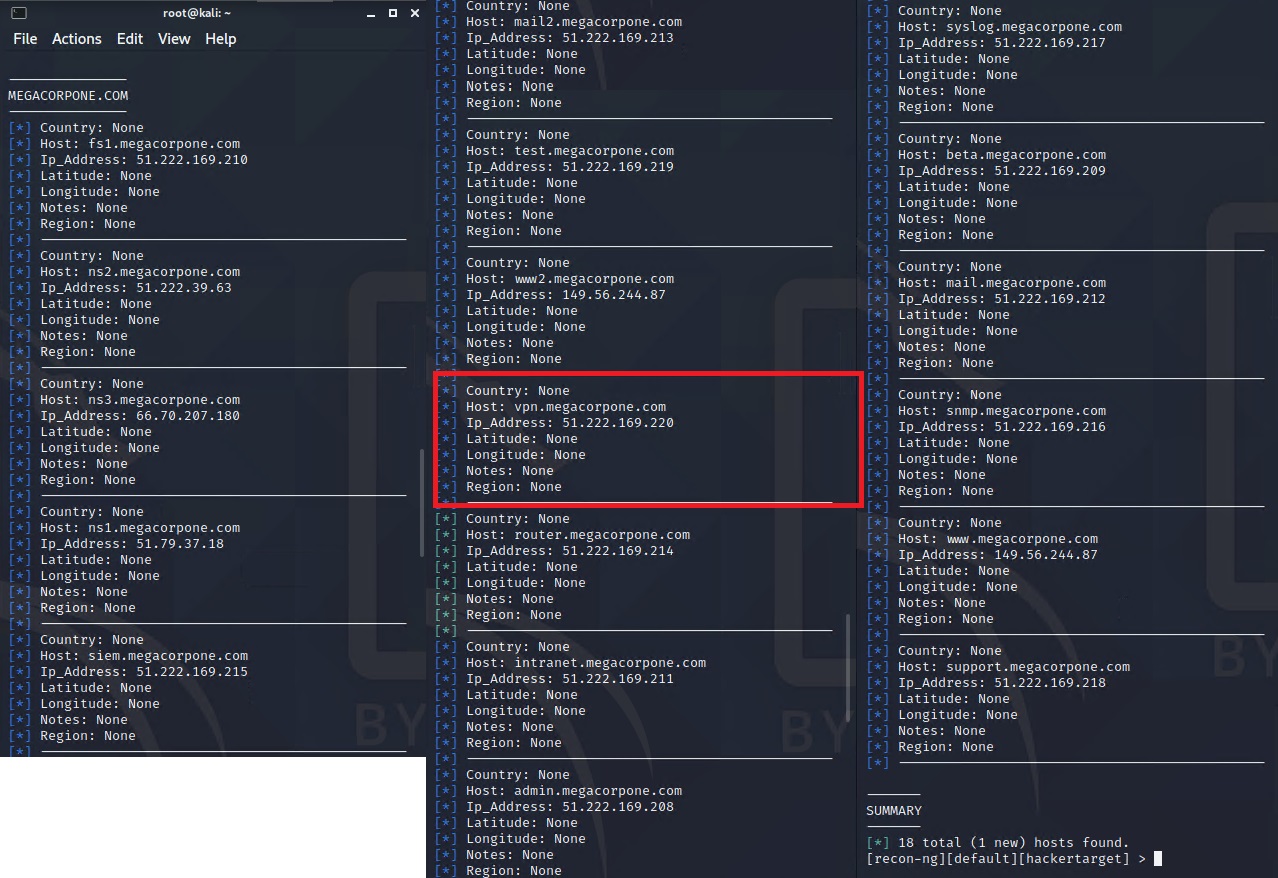 root@kali: ~
File Actions Edit View Help
MEGACORPONE.COM
[*] Country: None
[*] Host: fs1.megacorpone.com
[*] Ip_Address: 51.222.169.210
[*] Latitude: None
[*] Longitude: None
[*] Notes: None
[*] Region: None
[*]
[*] Country: None
[*] Host: ns2.megacorpone.com
[*] Ip_Address: 51.222.39.63
[*] Latitude: None
[*] Longitude: None
[*] Notes: None
[*] Region: None
[*]
[*] Country: None
[*] Host: ns3.megacorpone.com
[*] Ip_Address: 66.70.207.180
[*] Latitude: None
[*] Longitude: None
[*] Notes: None
[*] Region: None
[*]
[*] Country: None
[*] Host: ns1.megacorpone.com
[*] Ip_Address: 51.79.37.18
[*] Latitude: None
[*] Longitude: None
[*] Notes: None
[*] Region: None
[*]
[*] Country: None
[*] Host: siem.megacorpone.com
[*] Ip_Address: 51.222.169.215
[*] Latitude: None
[*] Longitude: None
[*] Notes: None
[*] Region: None
[*]
BY
[*] Country: None
[*] Host: mail2.megacorpone.com
[*] Ip_Address: 51.222.169.213
[*] Latitude: None
[*] Longitude: None
[*] Notes: None
[*] Region: None
[*]
[*] Country: None
[*] Host: test.megacorpone.com
[*] Ip_Address: 51.222.169.219
[*] Latitude: None
[*] Longitude: None
[*] Notes: None
[*] Region: None
[*]
[*] Country: None
[*] Host: www2.megacorpone.com
[*] Ip_Address: 149.56.244.87
[*] Latitude: None
[*] Longitude: None
[*] Notes: None
[*] Region: None
[*]
[*] Country: None
[*] Host: vpn.megacorpone.com
[*] Ip_Address: 51.222.169.220
[*] Latitude: None
[*] Longitude: None
[*] Notes: None
[*] Region: None
[*]
[*] Country: None
[*] Host: router.megacorpone.com
[*] Ip_Address: 51.222.169.214
[*] Latitude: None
[*] Longitude: None
[*] Notes: None
[*] Region: None
[*]
[*] Country: None
[*] Host: intranet.megacorpone.com
[*] Ip_Address: 51.222.169.211
[*] Latitude: None
[*] Longitude: None
[*] Notes: None
[*] Region: None
[*]
[*] Country: None
[*] Host: admin.megacorpone.com
[*] Ip_Address: 51.222.169.208
[*] Latitude: None
[*] Longitude: None
[*] Notes: None
[*] Region: None
BY
[*] Country: None
[*] Host: syslog.megacorpone.com
[*] Ip_Address: 51.222.169.217
[*] Latitude: None
[*] Longitude: None
[*] Notes: None
[*] Region: None
[*]
[*] Country: None
[*] Host: beta.megacorpone.com
[*] Ip_Address: 51.222.169.209
[*] Latitude: None
[*] Longitude: None
[*] Notes: None
[*] Region: None
[*]
[*] Country: None
[*] Host: mail.megacorpone.com
[*] Ip_Address: 51.222.169.212
[*] Latitude: None
[*] Longitude: None
[*] Notes: None
[*] Region: None
[*]
[*] Country: None
[*] Host: snmp.megacorpone.com
[*] Ip_Address: 51.222.169.216
[*] Latitude: None
[*] Longitude: None
[*] Notes: None
[*] Region: None
[*]
[*] Country: None
[*] Host: www.megacorpone.com
[*] Ip_Address: 149.56.244.87
[*] Latitude: None
[*] Longitude: None
[*] Notes: None
[*] Region: None
[*]
[*] Country: None
[*] Host: support.megacorpone.com
[*] Ip_Address: 51.222.169.218
[*] Latitude: None
[*] Longitude: None
[*] Notes: None
[*] Region: None
[*]
BY
SUMMARY
[*] 18 total (1 new) hosts found.
[recon-ng][default][hackertarget] >